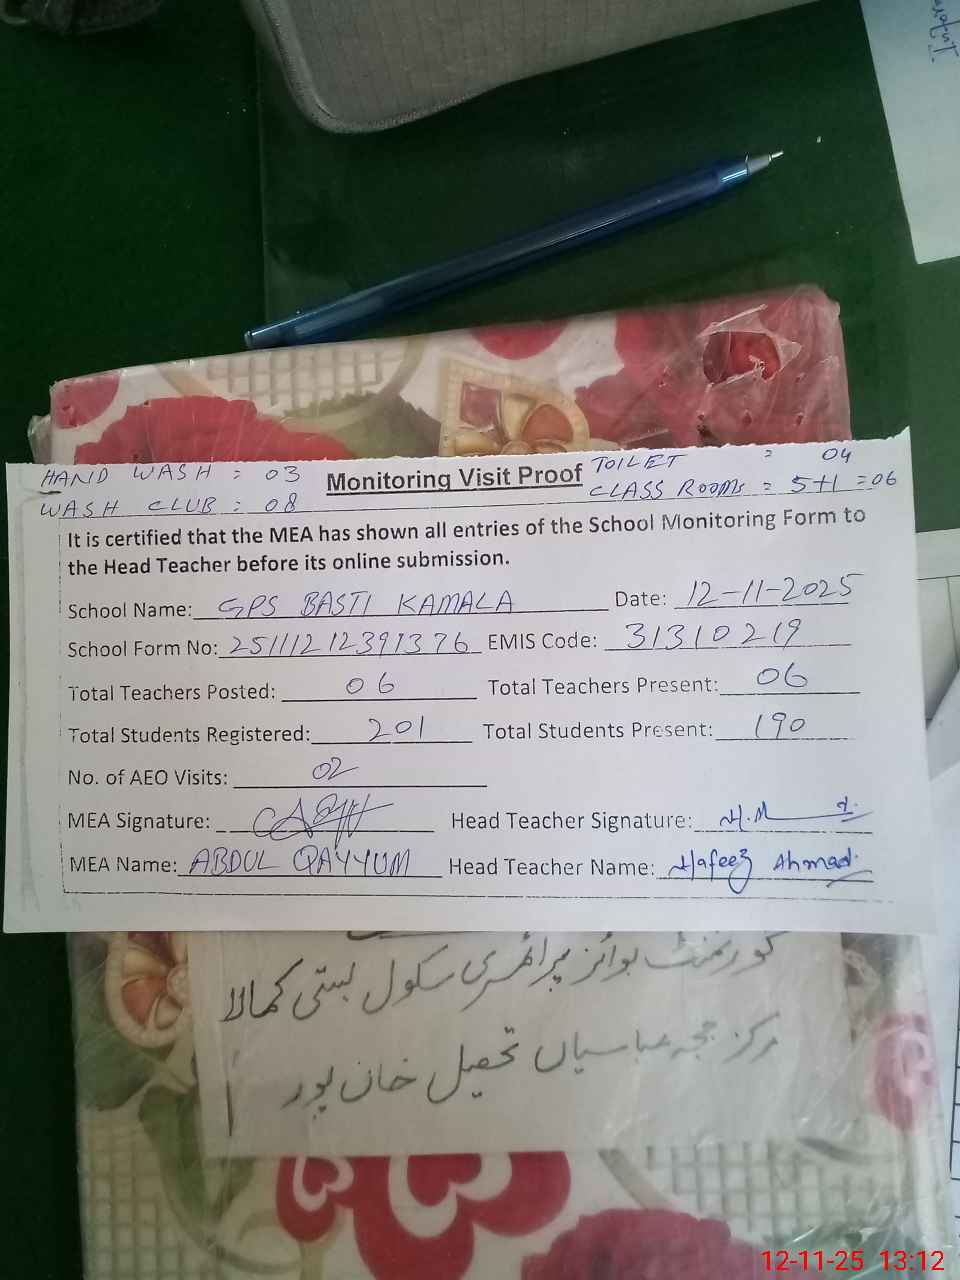 HAND WASH : 03
WASH CLUB : 08
Monitoring Visit Proof
TOILET : 04
CLASS ROOMS = 5+1 = 06
It is certified that the MEA has shown all entries of the School Monitoring Form to
the Head Teacher before its online submission.
School Name: GPS BASTI KAMALA Date: 12-11-2025
School Form No: 25111212391376 EMIS Code: 31310219
Total Teachers Posted: 06 Total Teachers Present: 06
Total Students Registered: 201 Total Students Present: 190
No. of AEO Visits: 02
MEA Signature: Head Teacher Signature: H.M
MEA Name: ABDUL QAYYUM Head Teacher Name: Hafeez Ahmad
گورنمنٹ بوائز پرائمری سکول بستی کمالا
مرکز ججہ عباسیاں تحصیل خان پور
12-11-25 13:12